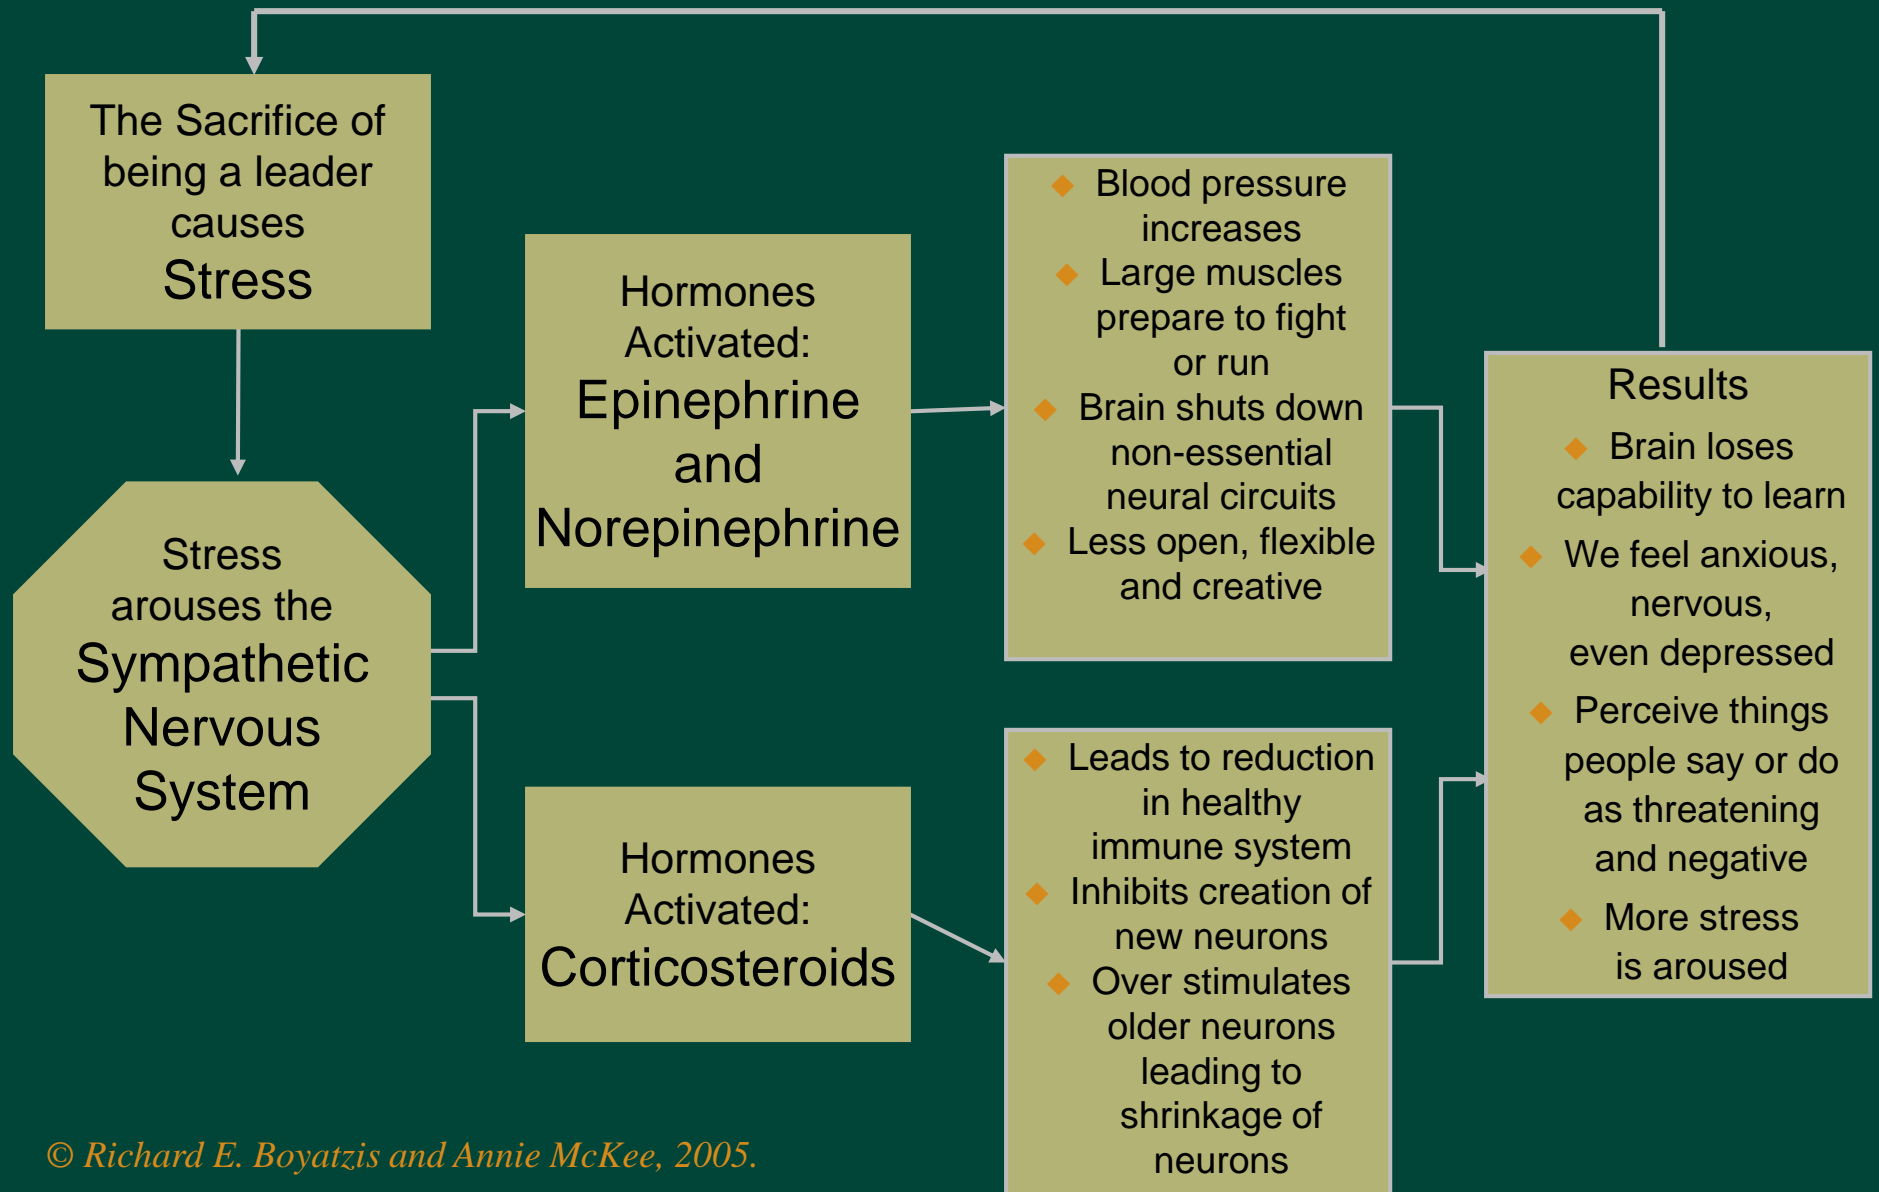 The Sacrifice of
being a leader
causes
Stress
Stress
arouses the
Sympathetic
Nervous
System
Hormones
Activated:
Epinephrine
and
Norepinephrine
Hormones
Activated:
Corticosteroids
◆ Blood pressure
increases
◆ Large muscles
prepare to fight
or run
◆ Brain shuts down
non-essential
neural circuits
◆ Less open, flexible
and creative
◆ Leads to reduction
in healthy
immune system
◆ Inhibits creation of
new neurons
◆ Over stimulates
older neurons
leading to
shrinkage of
neurons
Results
◆ Brain loses
capability to learn
◆ We feel anxious,
nervous,
even depressed
◆ Perceive things
people say or do
as threatening
and negative
◆ More stress
is aroused
© Richard E. Boyatzis and Annie McKee, 2005.